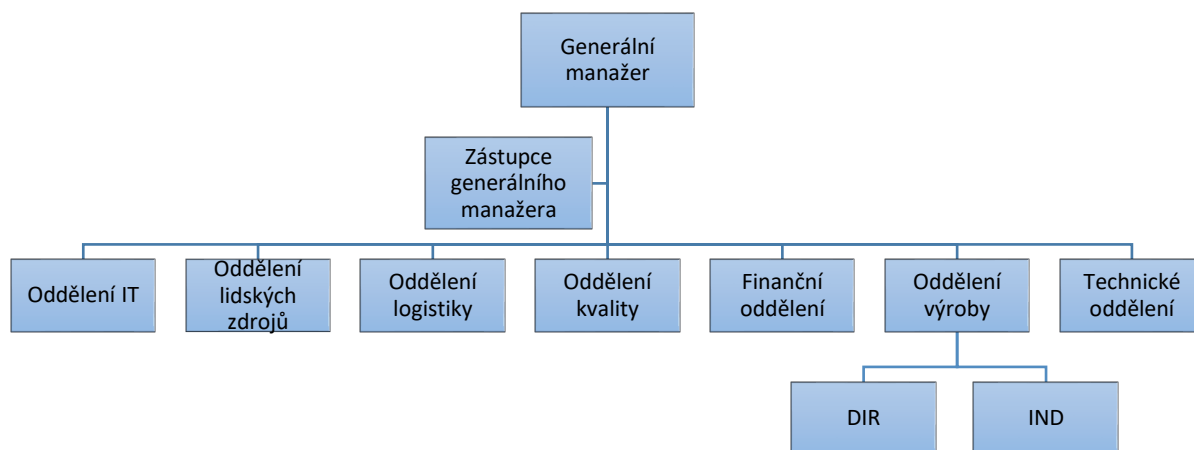 Generální
manažer
Zástupce
generálního
manažera
Oddělení IT
Oddělení
lidských
zdrojů
Oddělení
logistiky
Oddělení
kvality
Finanční
oddělení
Oddělení
výroby
Technické
oddělení
DIR
IND